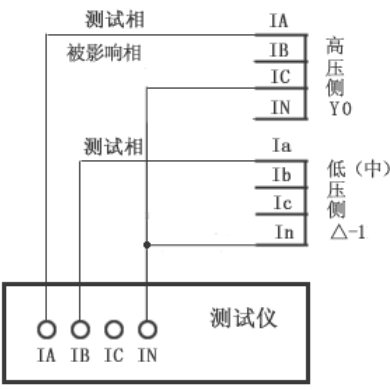 测试相
IA
被影响相
IB
高
IC
压
侧
IN
Y0
测试相
Ia
Ib
低（中）
压
Ic
侧
In
△-1
测试仪
IA IB IC IN